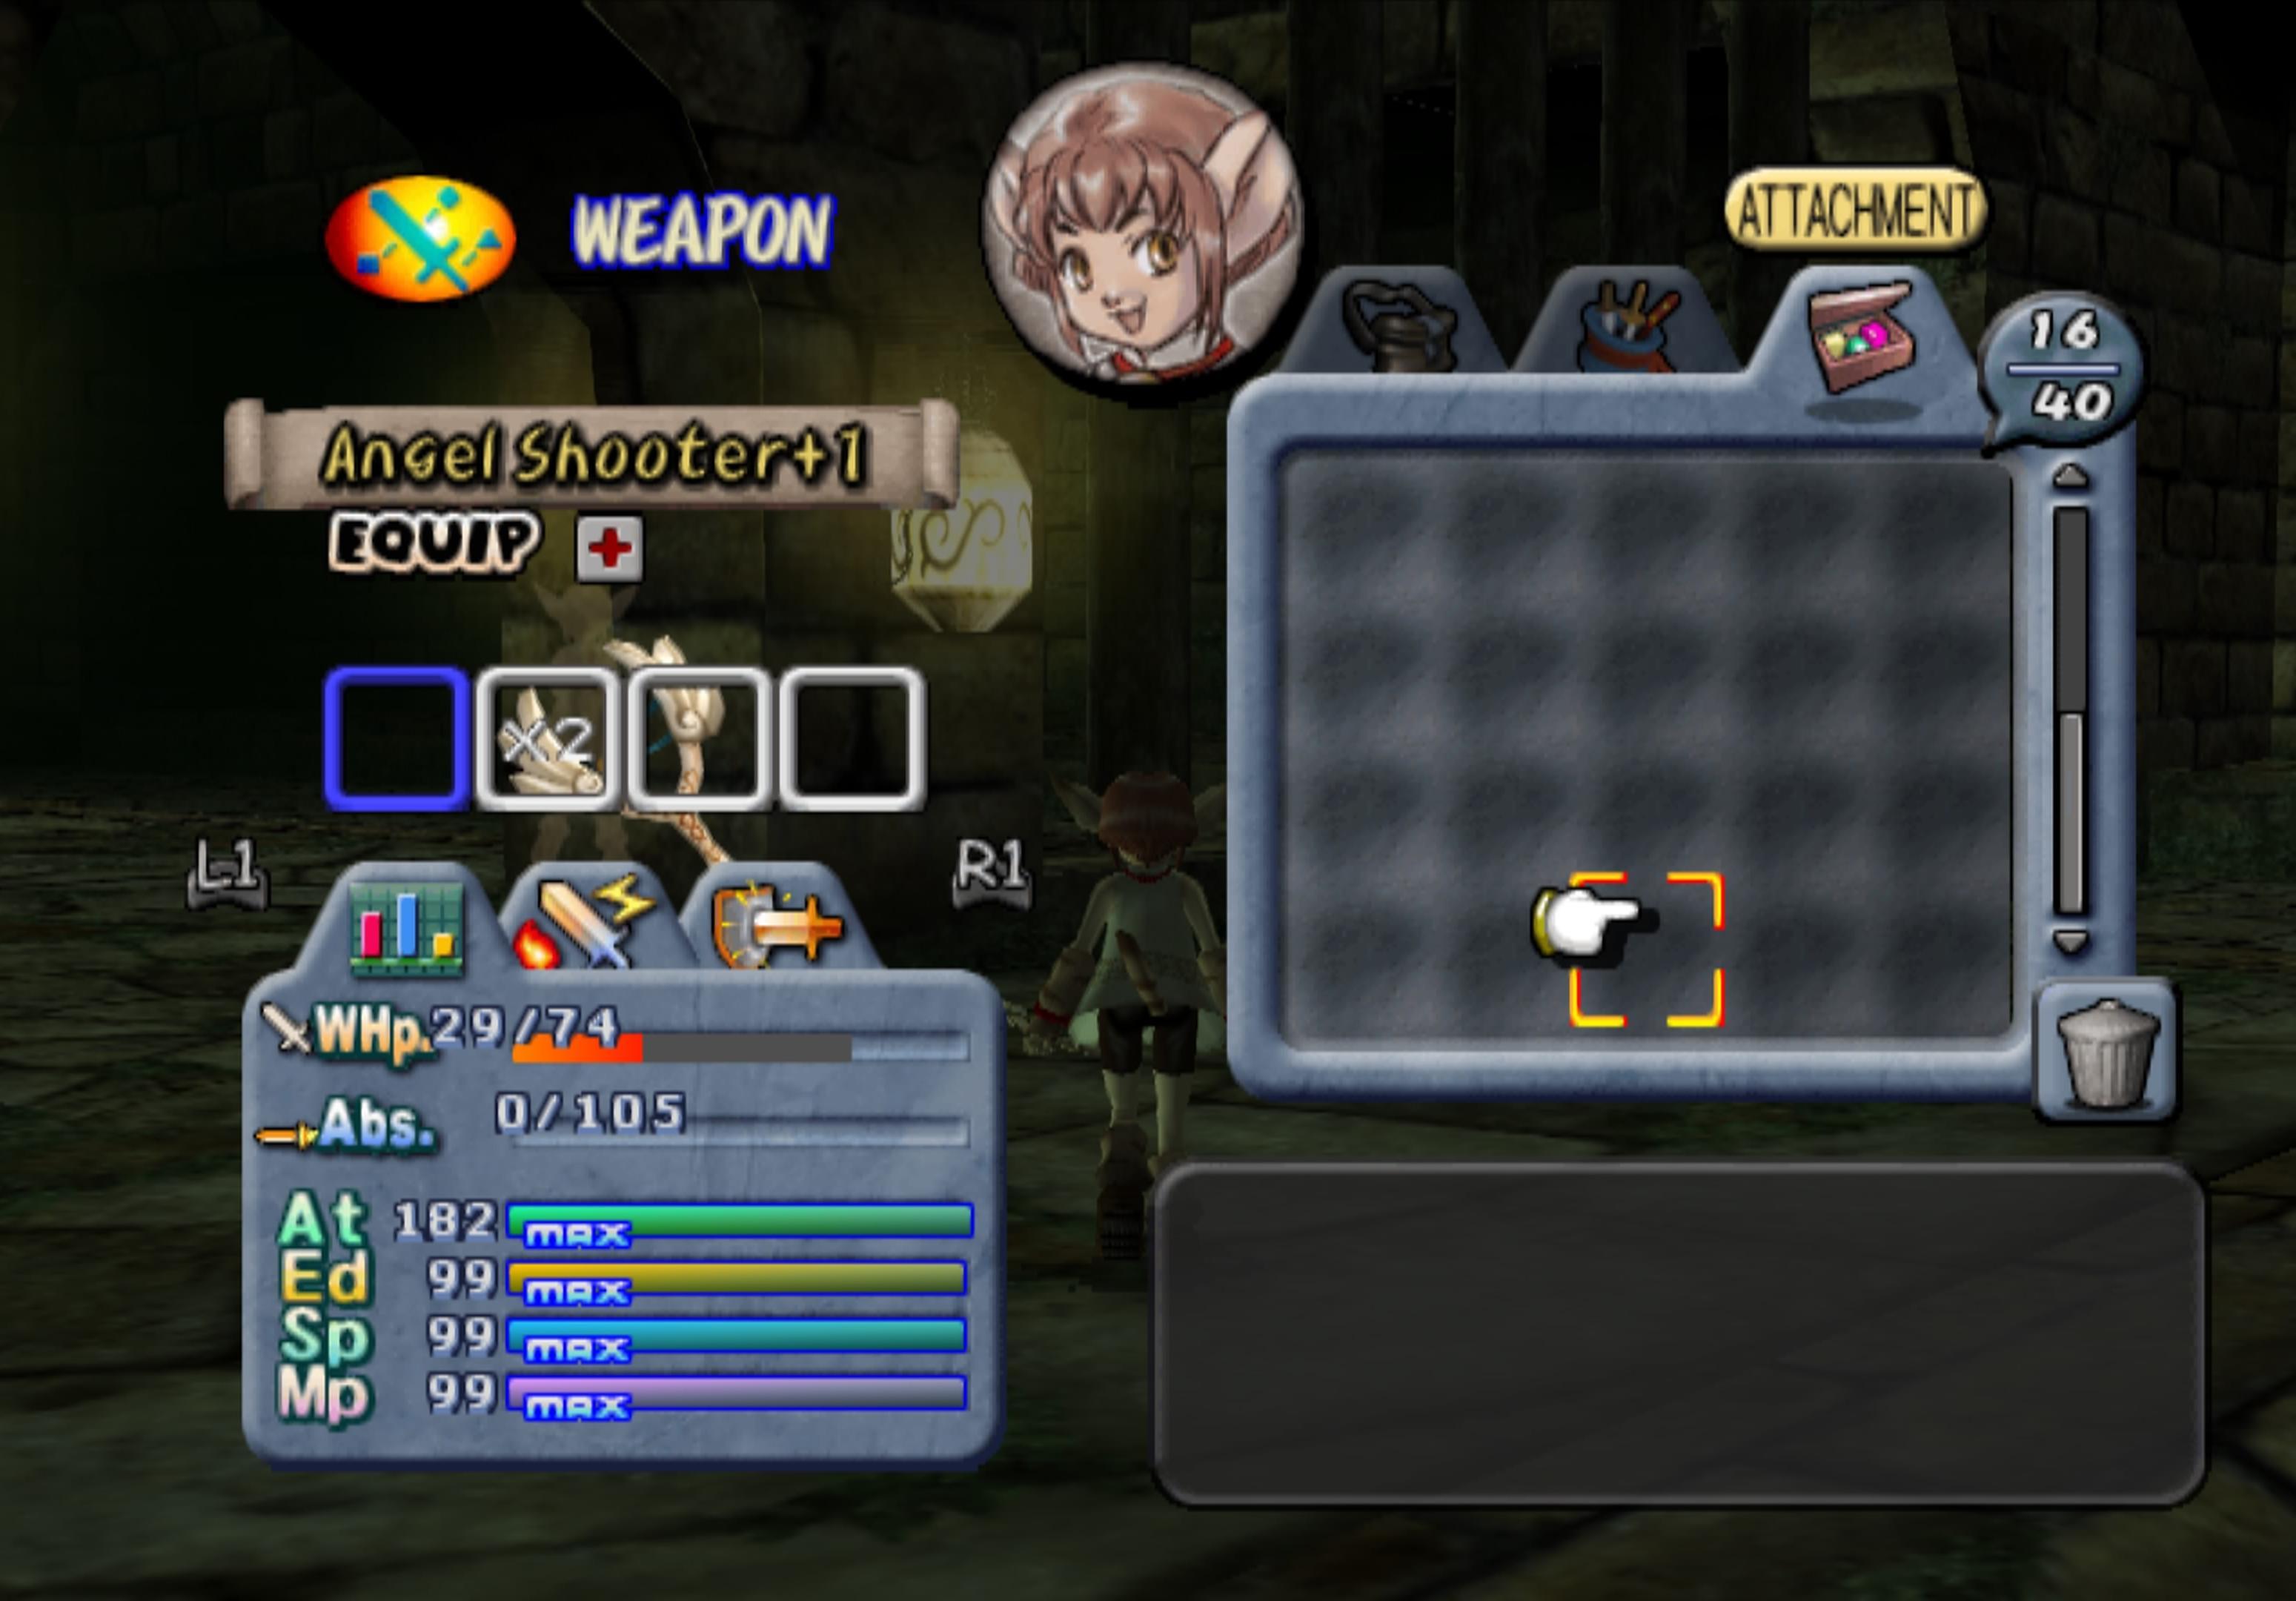 WEAPON
ATTACHMENT
16
40
Angel Shooter+1
EQUIP
X2
L1
R1
WHp. 29/74
Abs. 0/105
At 182 max
Ed 99 max
Sp 99 max
Mp 99 max